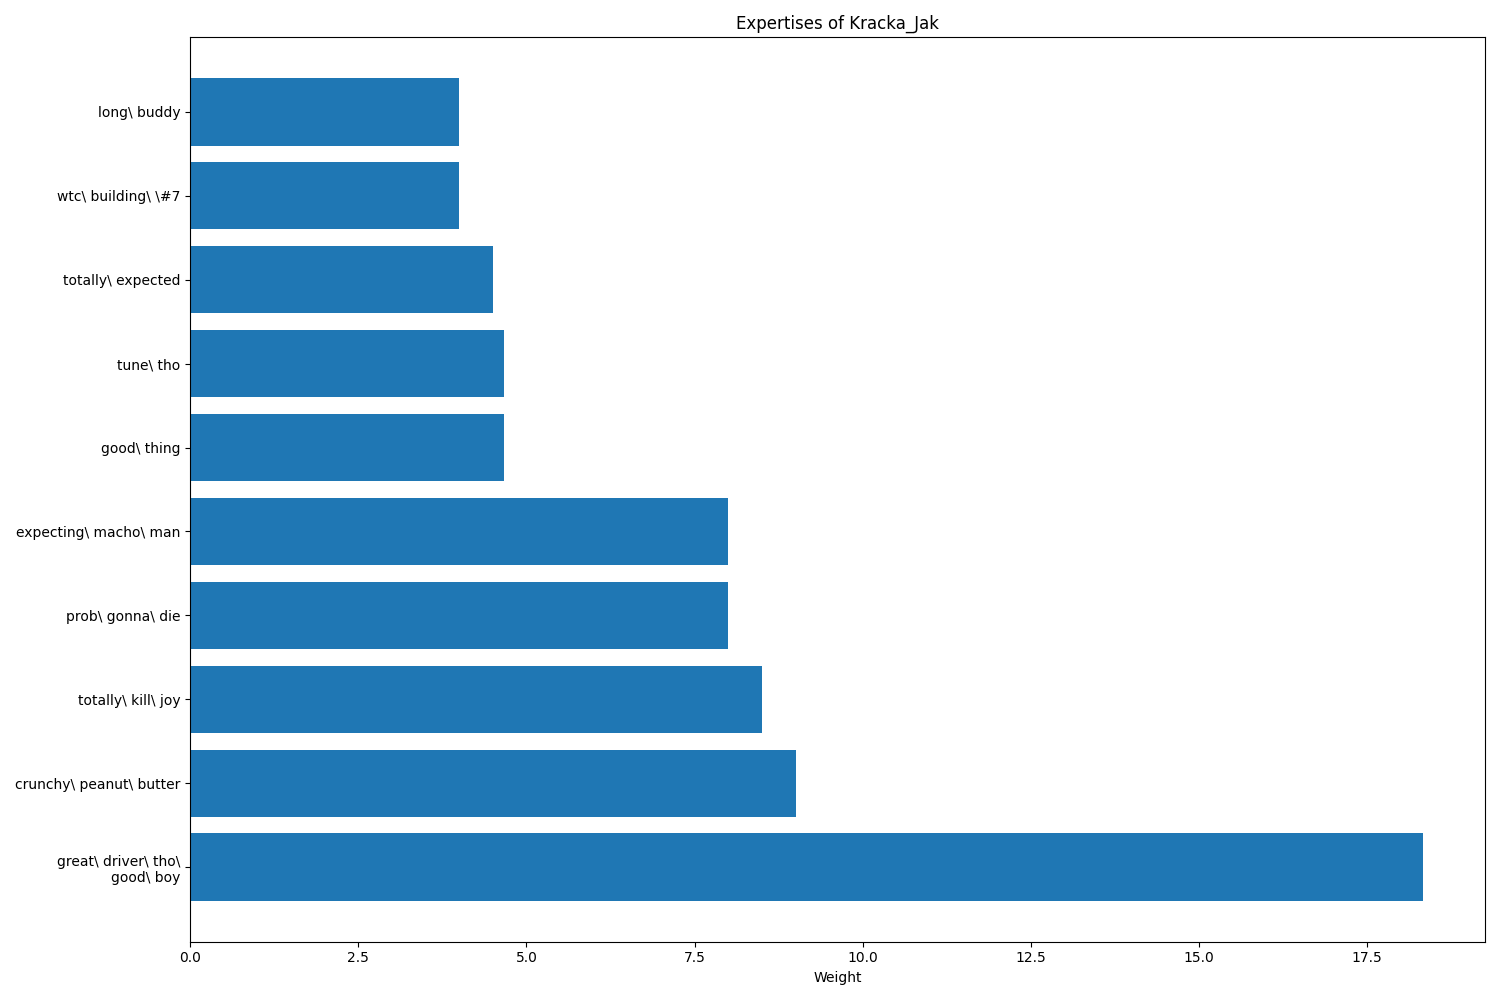 Expertises of Kracka_Jak
long\ buddy
wtc\ building\ \#7
totally\ expected
tune\ tho
good\ thing
expecting\ macho\ man
prob\ gonna\ die
totally\ kill\ joy
crunchy\ peanut\ butter
great\ driver\ tho\
good\ boy
0.0 2.5 5.0 7.5 10.0 12.5 15.0 17.5
Weight